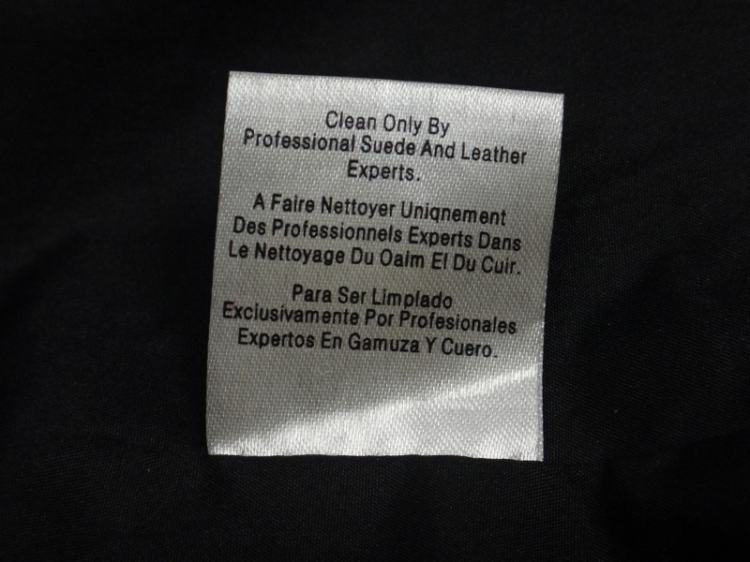 Clean Only By
Professional Suede And Leather
Experts.
A Faire Nettoyer Uniqnement
Des Professionnels Experts Dans
Le Nettoyage Du Oaim El Du Cuir.
Para Ser Limplado
Exclusivamente Por Profesionales
Expertos En Gamuza Y Cuero.